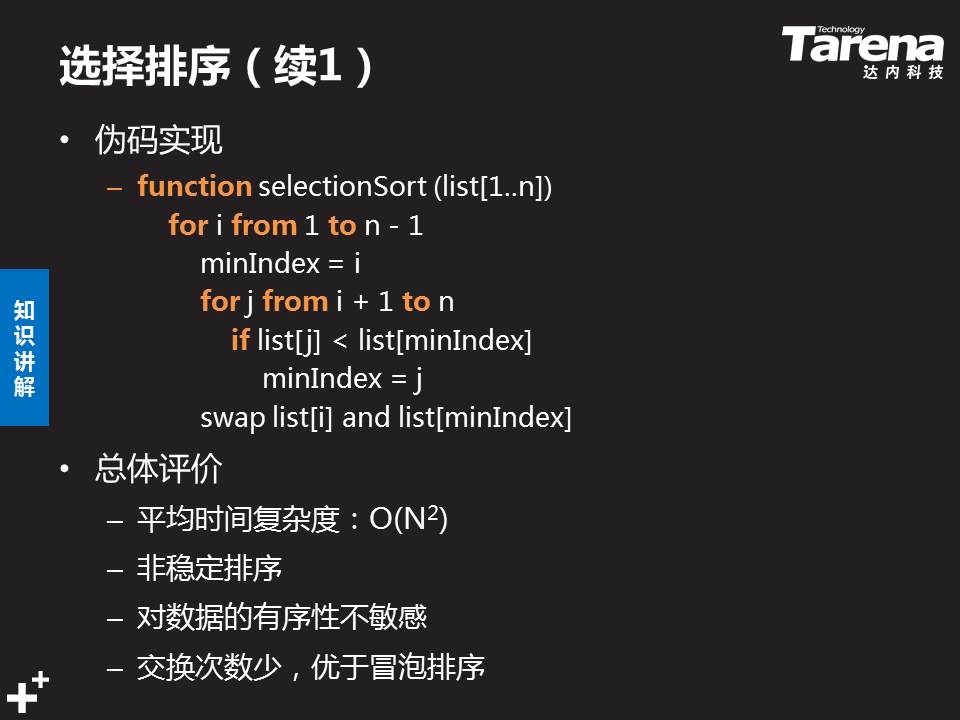 选择排序（续1）
Technology
Tarena
达内科技
• 伪码实现
– function selectionSort (list[1..n])
for i from 1 to n - 1
minIndex = i
for j from i + 1 to n
if list[j] < list[minIndex]
minIndex = j
swap list[i] and list[minIndex]
知识讲解
• 总体评价
– 平均时间复杂度：O(N²)
– 非稳定排序
– 对数据的有序性不敏感
– 交换次数少，优于冒泡排序